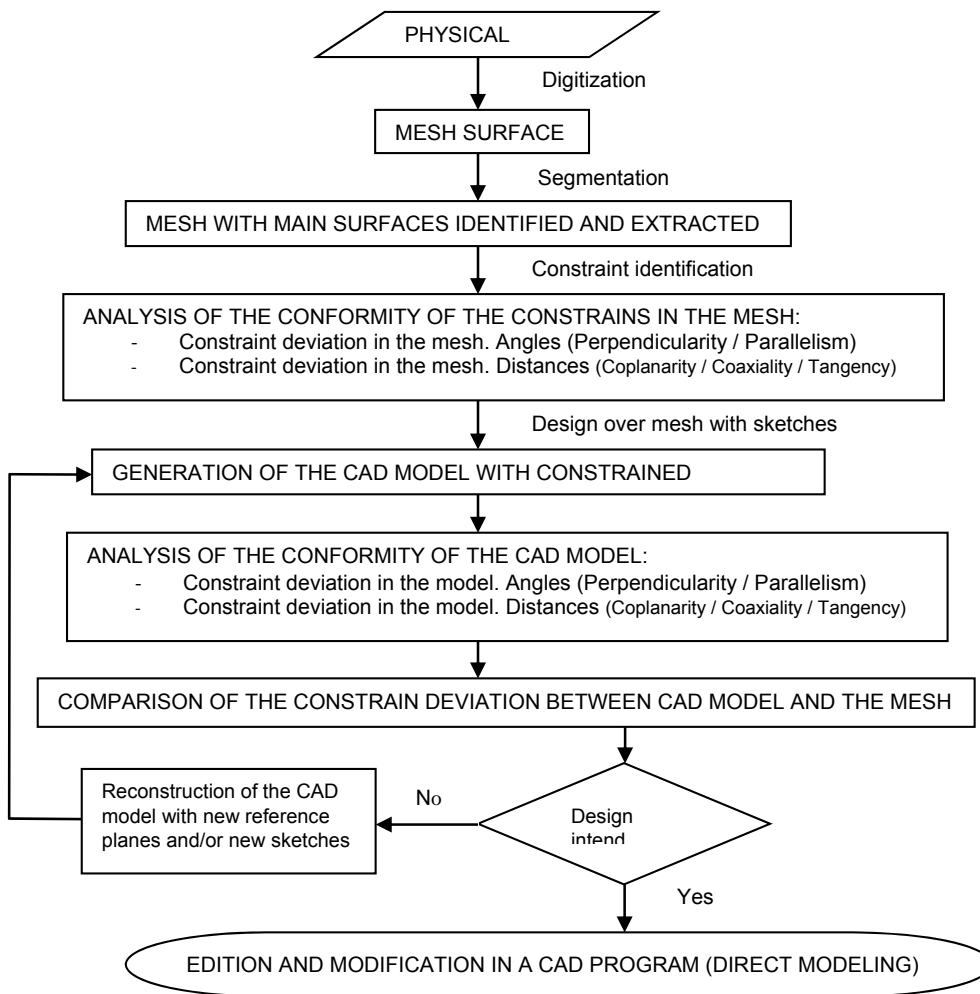 PHYSICAL
Digitization
MESH SURFACE
Segmentation
MESH WITH MAIN SURFACES IDENTIFIED AND EXTRACTED
Constraint identification
ANALYSIS OF THE CONFORMITY OF THE CONSTRAINS IN THE MESH:
- Constraint deviation in the mesh. Angles (Perpendicularity / Parallelism)
- Constraint deviation in the mesh. Distances (Coplanarity / Coaxiality / Tangency)
Design over mesh with sketches
GENERATION OF THE CAD MODEL WITH CONSTRAINED
ANALYSIS OF THE CONFORMITY OF THE CAD MODEL:
- Constraint deviation in the model. Angles (Perpendicularity / Parallelism)
- Constraint deviation in the model. Distances (Coplanarity / Coaxiality / Tangency)
COMPARISON OF THE CONSTRAIN DEVIATION BETWEEN CAD MODEL AND THE MESH
Reconstruction of the CAD
model with new reference
planes and/or new sketches
No
Design
intend
Yes
EDITION AND MODIFICATION IN A CAD PROGRAM (DIRECT MODELING)